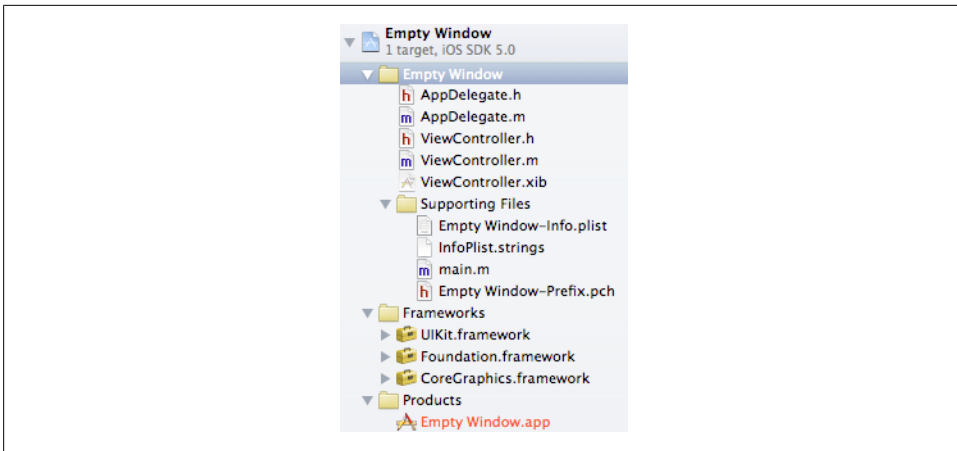 Empty Window
1 target, iOS SDK 5.0
Empty Window
h AppDelegate.h
m AppDelegate.m
h ViewController.h
m ViewController.m
ViewController.xib
Supporting Files
Empty Window-Info.plist
InfoPlist.strings
m main.m
h Empty Window-Prefix.pch
Frameworks
UIKit.framework
Foundation.framework
CoreGraphics.framework
Products
Empty Window.app